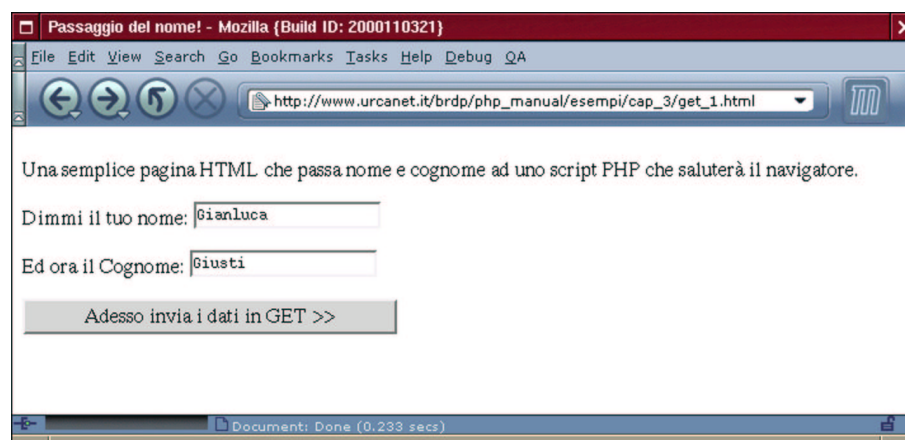 Passaggio del nome! - Mozilla {Build ID: 2000110321}
File Edit View Search Go Bookmarks Tasks Help Debug QA
http://www.urcanet.it/brdp/php_manual/esempi/cap_3/get_1.html
Una semplice pagina HTML che passa nome e cognome ad uno script PHP che saluterà il navigatore.
Dimmi il tuo nome: Gianluca
Ed ora il Cognome: Giusti
Adesso invia i dati in GET >>
Document: Done (0.233 secs)